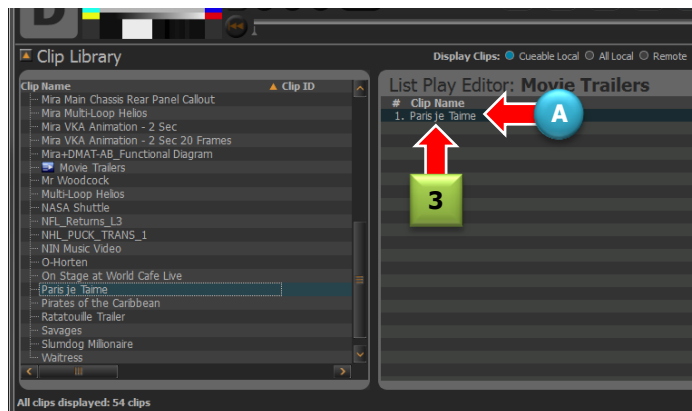 Clip Library
Display Clips: Cueable Local All Local Remote
Clip Name Clip ID
Mira Main Chassis Rear Panel Callout
Mira Multi-Loop Helios
Mira VKA Animation - 2 Sec
Mira VKA Animation - 2 Sec 20 Frames
Mira+DMAT-AB_Functional Diagram
Movie Trailers
Mr Woodcock
Multi-Loop Helios
NASA Shuttle
NFL_Returns_L3
NHL_PUCK_TRANS_1
NIN Music Video
O-Horten
On Stage at World Cafe Live
Paris je Taime
Pirates of the Caribbean
Ratatouille Trailer
Savages
Slumdog Millionaire
Waitress
All clips displayed: 54 clips
List Play Editor: Movie Trailers
# Clip Name
1. Paris je Taime
A
3